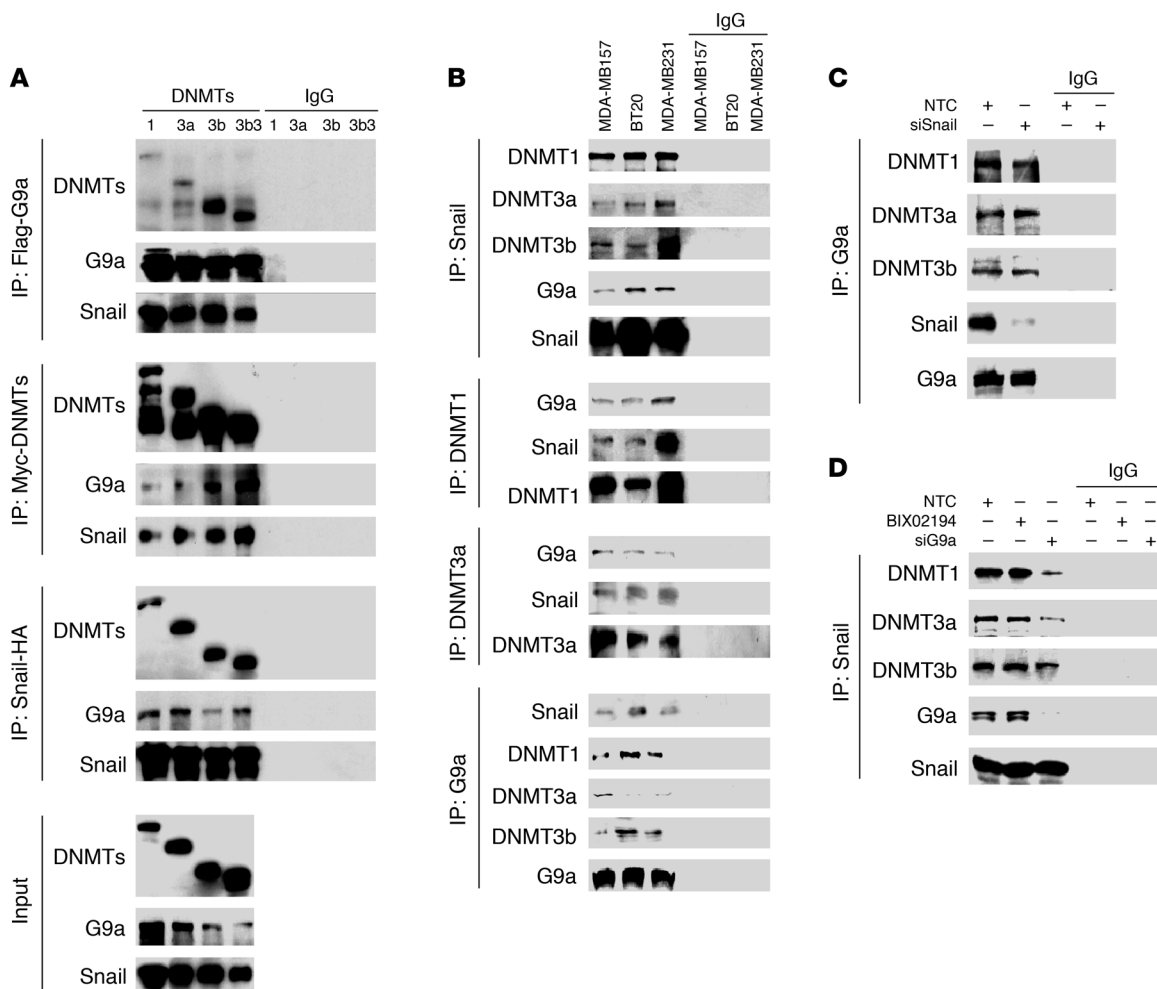 A
DNMTs IgG
1 3a 3b 3b3 1 3a 3b 3b3
IP: Flag-G9a
DNMTs
G9a
Snail
IP: Myc-DNMTs
DNMTs
G9a
Snail
IP: Snail-HA
DNMTs
G9a
Snail
Input
DNMTs
G9a
Snail
B
IgG
MDA-MB157
BT20
MDA-MB231
MDA-MB157
BT20
MDA-MB231
IP: Snail
DNMT1
DNMT3a
DNMT3b
G9a
Snail
IP: DNMT1
G9a
Snail
DNMT1
IP: DNMT3a
G9a
Snail
DNMT3a
IP: G9a
Snail
DNMT1
DNMT3a
DNMT3b
G9a
C
IgG
NTC + – + –
siSnail – + – +
IP: G9a
DNMT1
DNMT3a
DNMT3b
Snail
G9a
D
IgG
NTC + – – + – –
BIX02194 – + – – + –
siG9a – – + – – +
IP: Snail
DNMT1
DNMT3a
DNMT3b
G9a
Snail